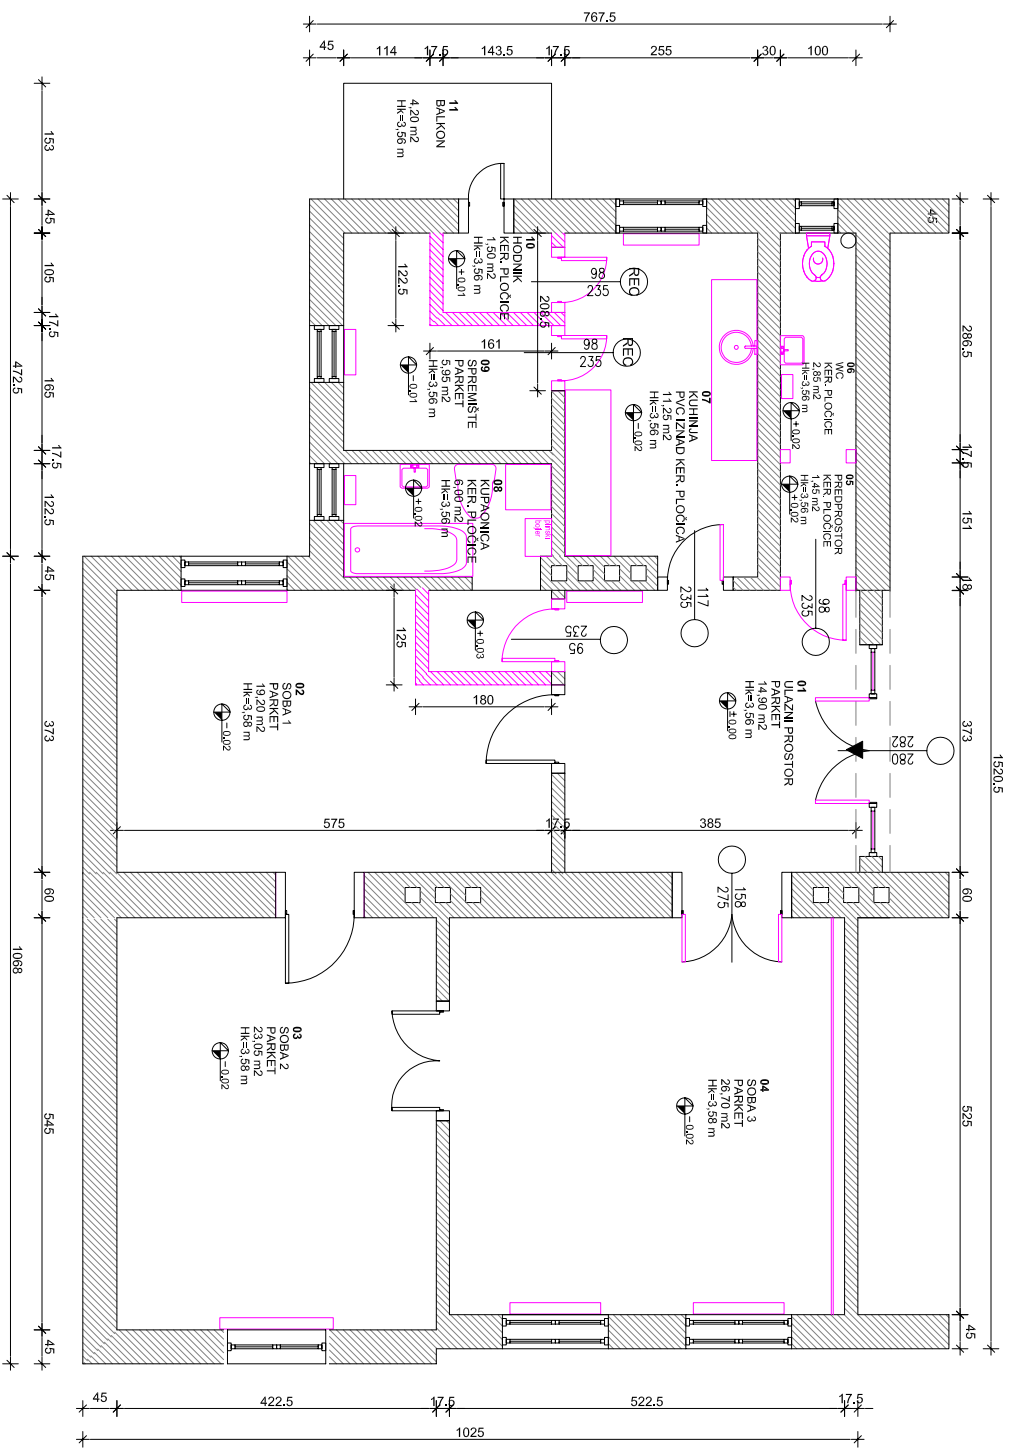 767.5
45
114
17.5
143.5
17.5
255
30
100
11
BALKON
4,20 m2
Hk=3,56 m
10
HODNIK
KER. PLOČICE
1,50 m2
Hk=3,56 m
+0.01
122.5
208.5
161
98
235
REC
98
235
REC
09
SPREMIŠTE
PARKET
5,95 m2
Hk=3,56 m
-0.01
07
KUHINJA
PVC IZNAD KER. PLOČICA
11,25 m2
Hk=3,56 m
-0.02
06
WC
KER. PLOČICE
2,85 m2
Hk=3,56 m
+0.02
05
PREDPROSTOR
KER. PLOČICE
1,45 m2
Hk=3,56 m
+0.02
08
KUPAONICA
KER. PLOČICE
6,00 m2
Hk=3,56 m
+0.02
bojler
+0.03
125
180
95
235
117
235
98
235
01
ULAZNI PROSTOR
PARKET
14,90 m2
Hk=3,56 m
±0.00
282
280
02
SOBA 1
PARKET
19,20 m2
Hk=3,58 m
-0.02
575
17.5
385
158
275
03
SOBA 2
PARKET
23,05 m2
Hk=3,58 m
-0.02
04
SOBA 3
PARKET
26,70 m2
Hk=3,58 m
-0.02
153
45
105
17.5
165
17.5
122.5
45
373
60
545
45
472.5
1068
45
286.5
17.5
151
18
373
60
525
45
1520.5
45
422.5
17.5
522.5
17.5
1025